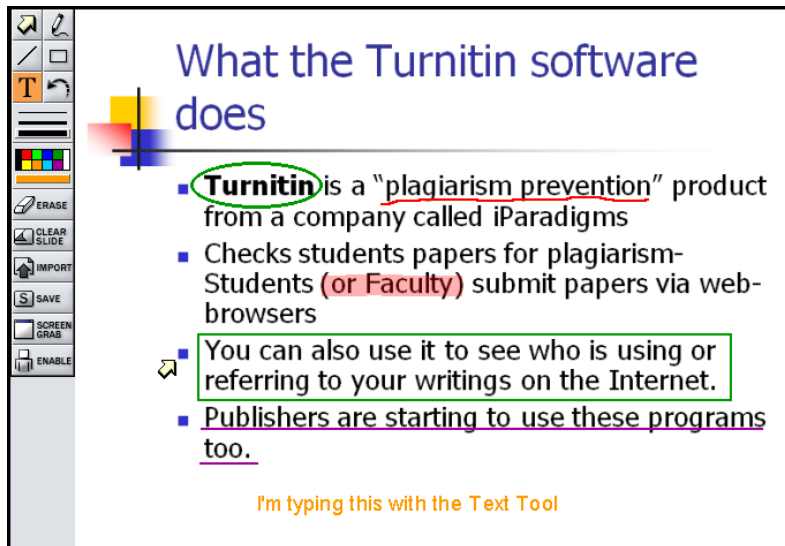 What the Turnitin software
does
Turnitin is a “plagiarism prevention” product
from a company called iParadigms
Checks students papers for plagiarism-
Students (or Faculty) submit papers via web-
browsers
You can also use it to see who is using or
referring to your writings on the Internet.
Publishers are starting to use these programs
too.
I'm typing this with the Text Tool
T
ERASE
CLEAR
SLIDE
IMPORT
S SAVE
SCREEN
GRAB
ENABLE